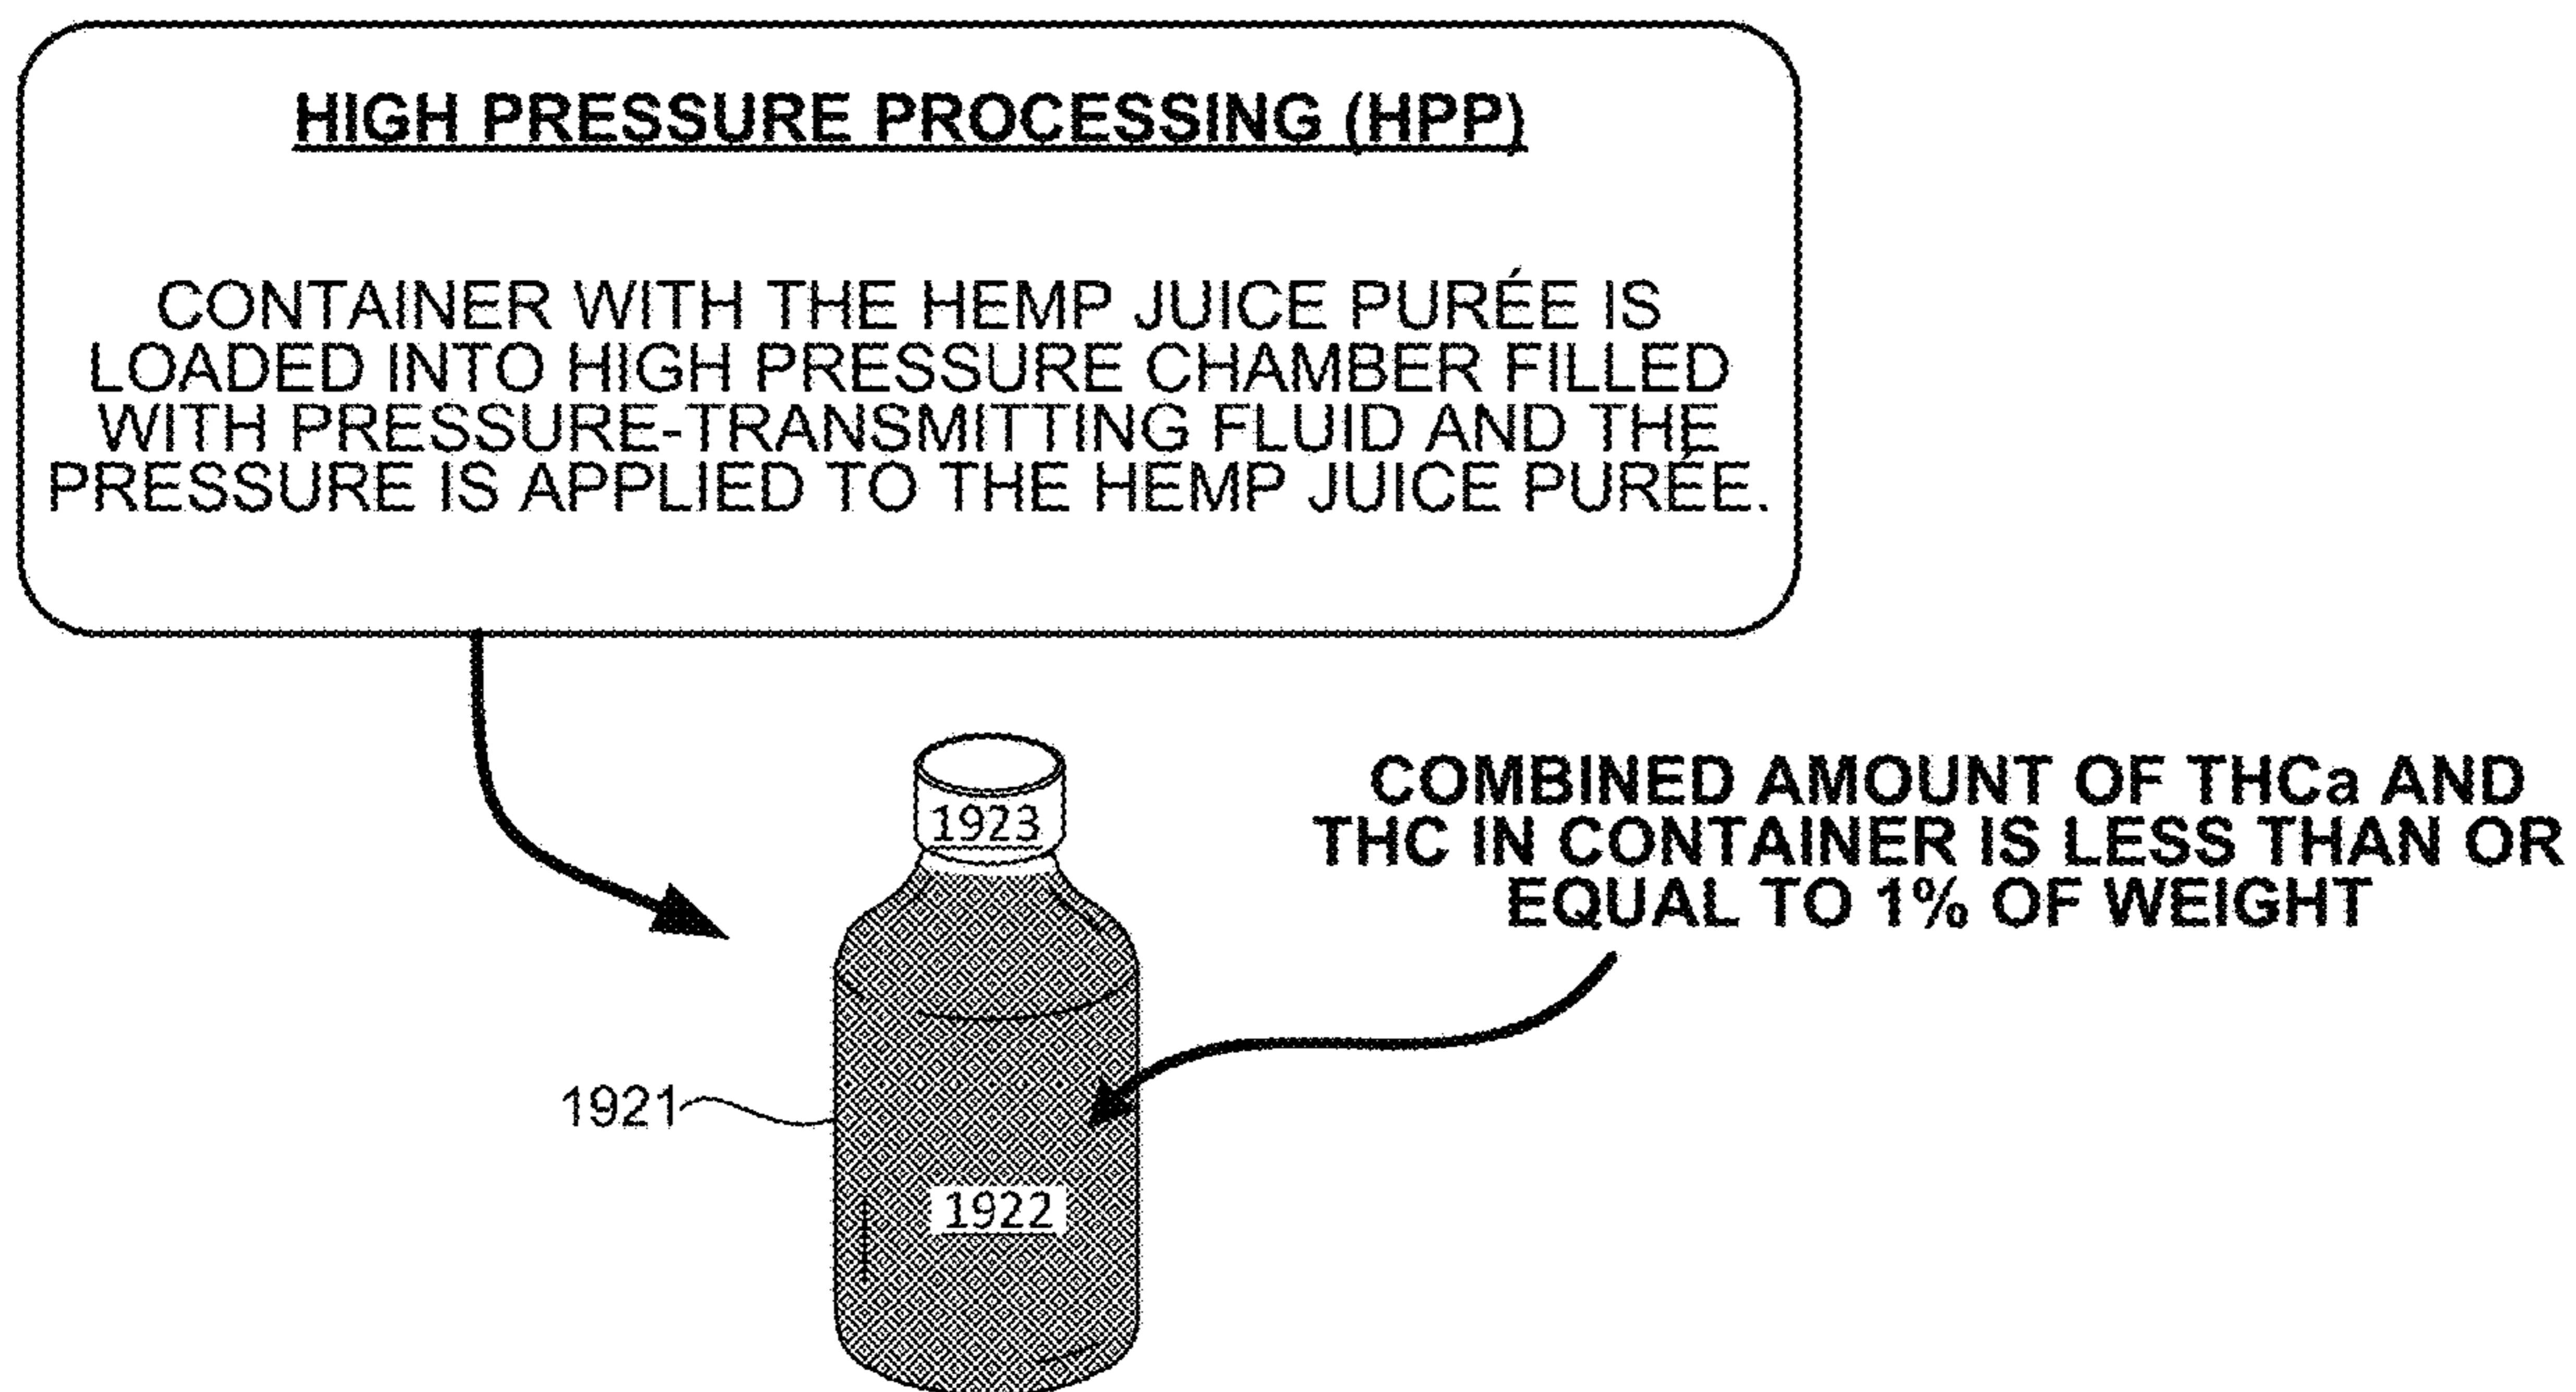 HIGH PRESSURE PROCESSING (HPP)
CONTAINER WITH THE HEMP JUICE PURÉE IS
LOADED INTO HIGH PRESSURE CHAMBER FILLED
WITH PRESSURE-TRANSMITTING FLUID AND THE
PRESSURE IS APPLIED TO THE HEMP JUICE PURÉE.
1923
COMBINED AMOUNT OF THCa AND
THC IN CONTAINER IS LESS THAN OR
EQUAL TO 1% OF WEIGHT
1921
1922